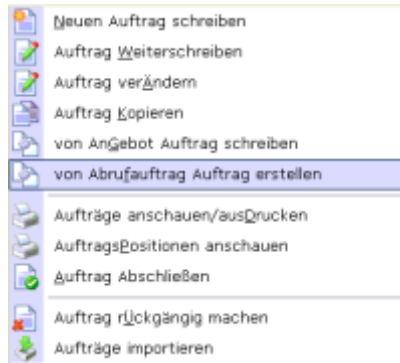 Neuen Auftrag schreiben
Auftrag Weiterschreiben
Auftrag verÄndern
Auftrag Kopieren
von AnGebot Auftrag schreiben
von Abrufauftrag Auftrag erstellen
Aufträge anschauen/ausDrucken
AuftragsPositionen anschauen
Auftrag Abschließen
Auftrag rÜckgängig machen
Aufträge importieren